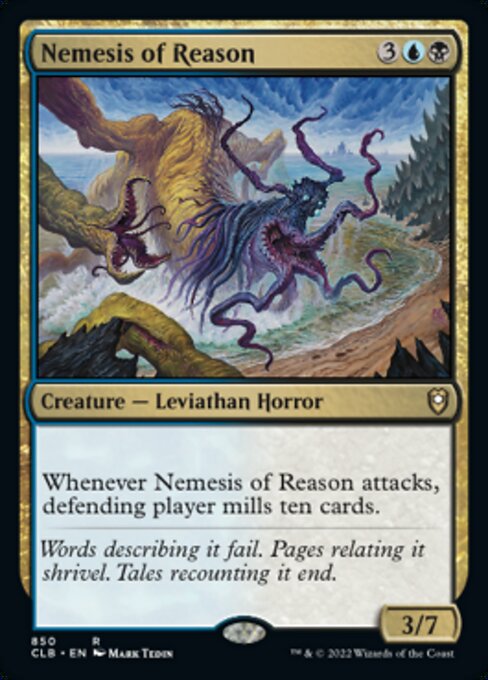 Nemesis of Reason 3
Creature — Leviathan Horror
Whenever Nemesis of Reason attacks,
defending player mills ten cards.
Words describing it fail. Pages relating it
shrivel. Tales recounting it end.
3/7
850 R
CLB • EN Mark Tedin
™ & © 2022 Wizards of the Coast